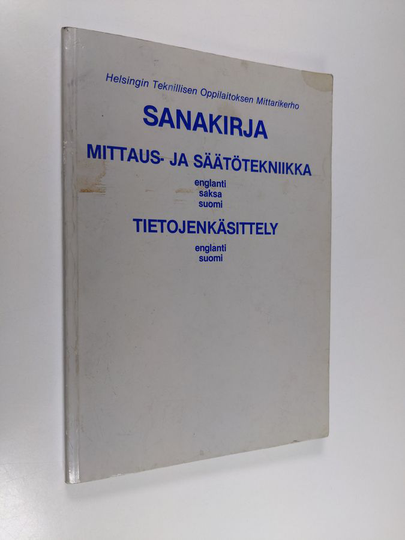 Helsingin Teknillisen Oppilaitoksen Mittarikerho
SANAKIRJA
MITTAUS- JA SÄÄTÖTEKNIIKKA
englanti
saksa
suomi
TIETOJENKÄSITTELY
englanti
suomi